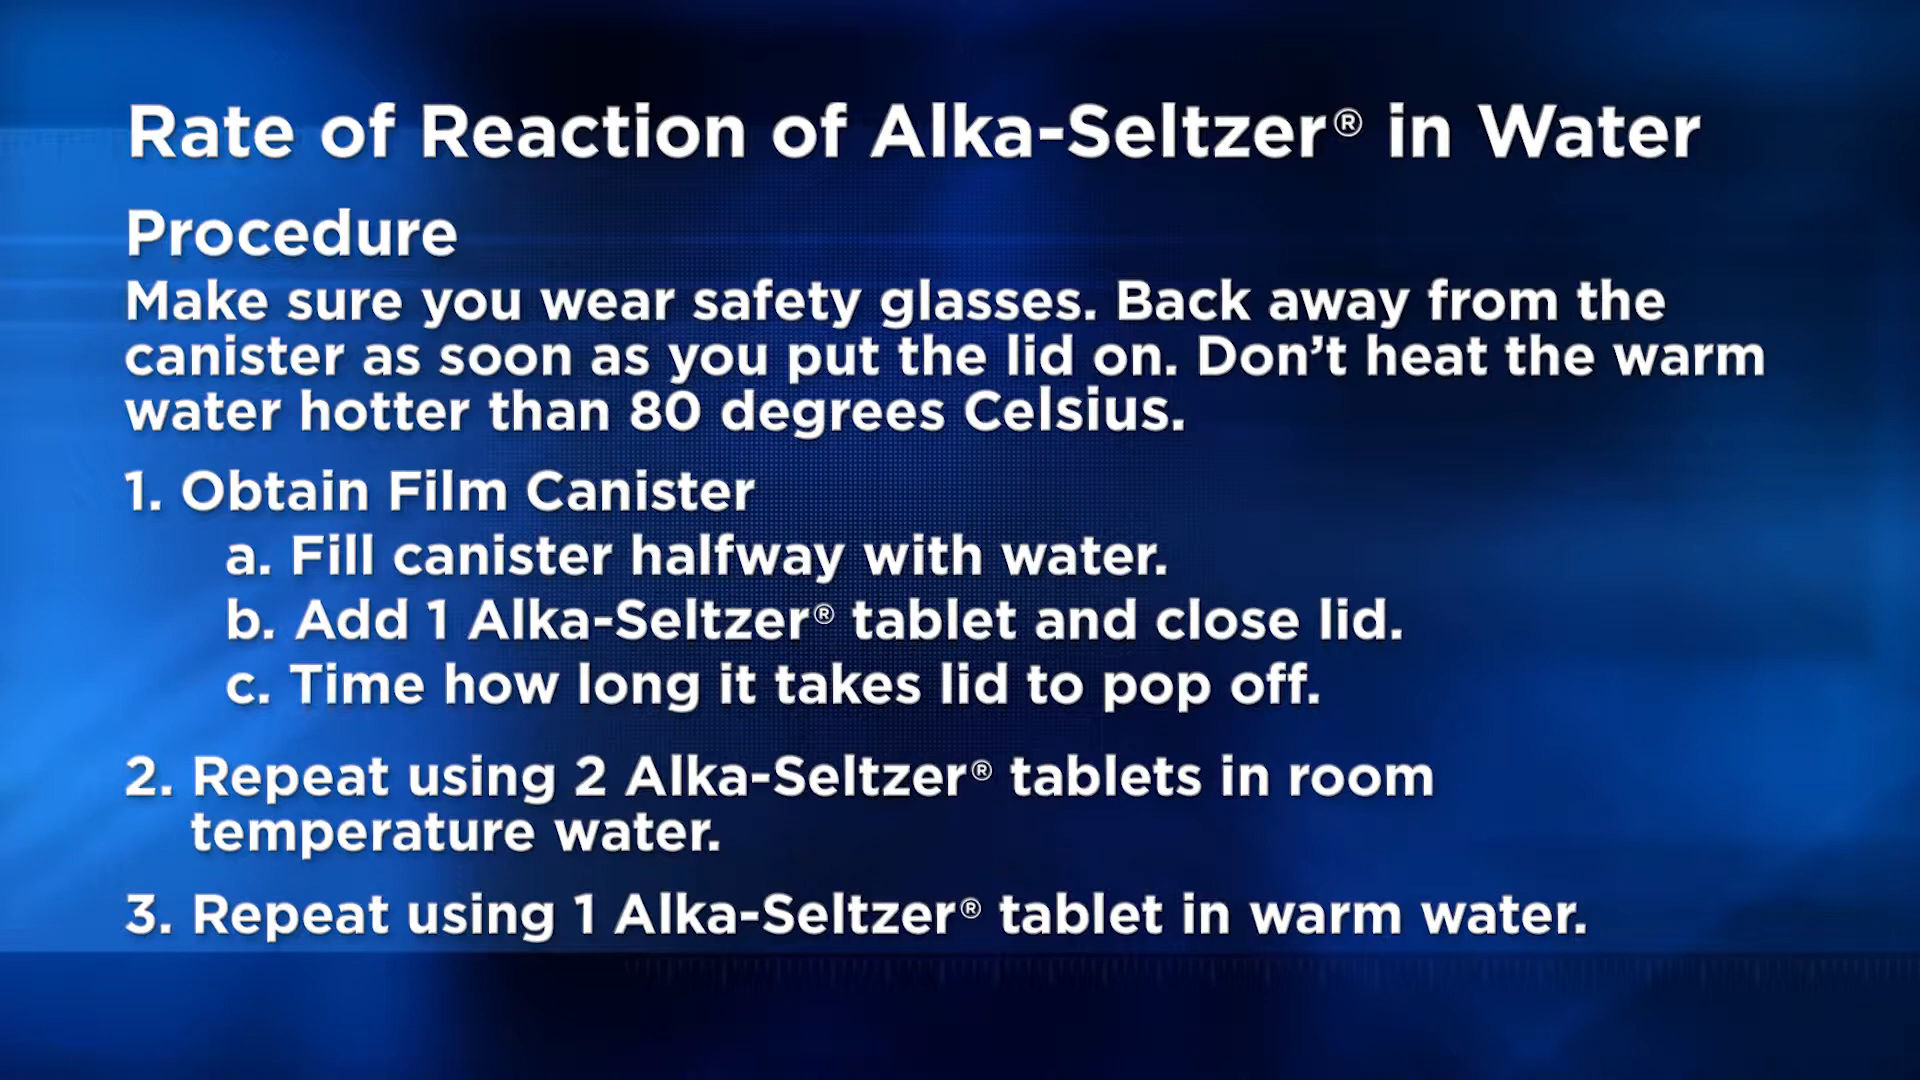 Rate of Reaction of Alka-Seltzer® in Water
Procedure
Make sure you wear safety glasses. Back away from the
canister as soon as you put the lid on. Don’t heat the warm
water hotter than 80 degrees Celsius.
1. Obtain Film Canister
a. Fill canister halfway with water.
b. Add 1 Alka-Seltzer® tablet and close lid.
c. Time how long it takes lid to pop off.
2. Repeat using 2 Alka-Seltzer® tablets in room
temperature water.
3. Repeat using 1 Alka-Seltzer® tablet in warm water.